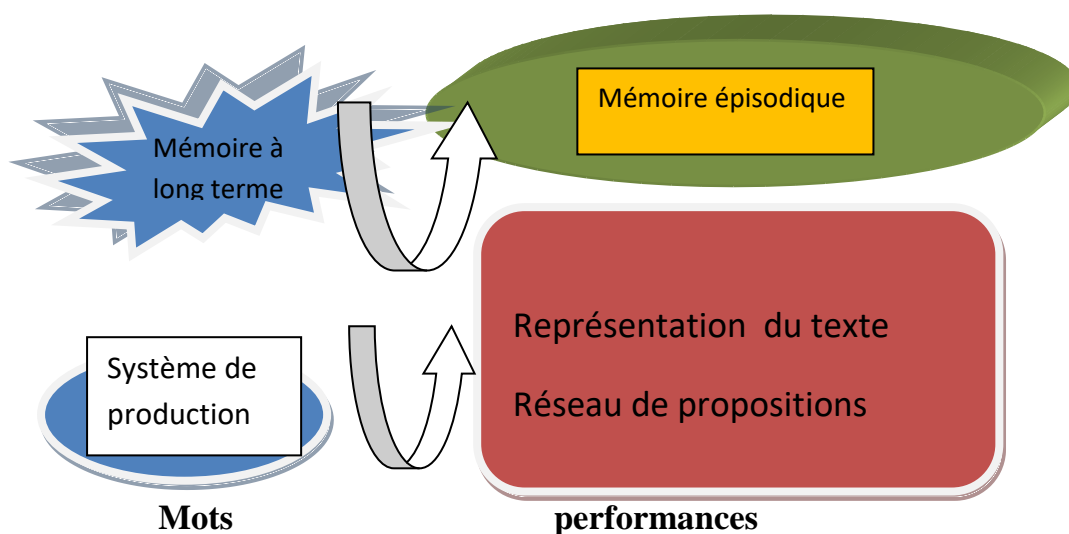 Mémoire à
long terme
Mémoire épisodique
Système de
production
Représentation du texte
Réseau de propositions
Mots
performances